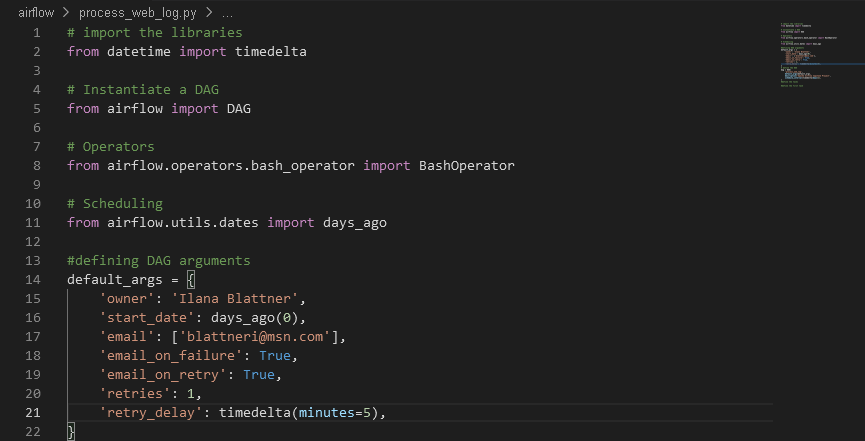 airflow > process_web_log.py > ...
1 # import the libraries
2 from datetime import timedelta
3
4 # Instantiate a DAG
5 from airflow import DAG
6
7 # Operators
8 from airflow.operators.bash_operator import BashOperator
9
10 # Scheduling
11 from airflow.utils.dates import days_ago
12
13 #defining DAG arguments
14 default_args = {
15     'owner': 'Ilana Blattner',
16     'start_date': days_ago(0),
17     'email': ['blattneri@msn.com'],
18     'email_on_failure': True,
19     'email_on_retry': True,
20     'retries': 1,
21     'retry_delay': timedelta(minutes=5),
22 }